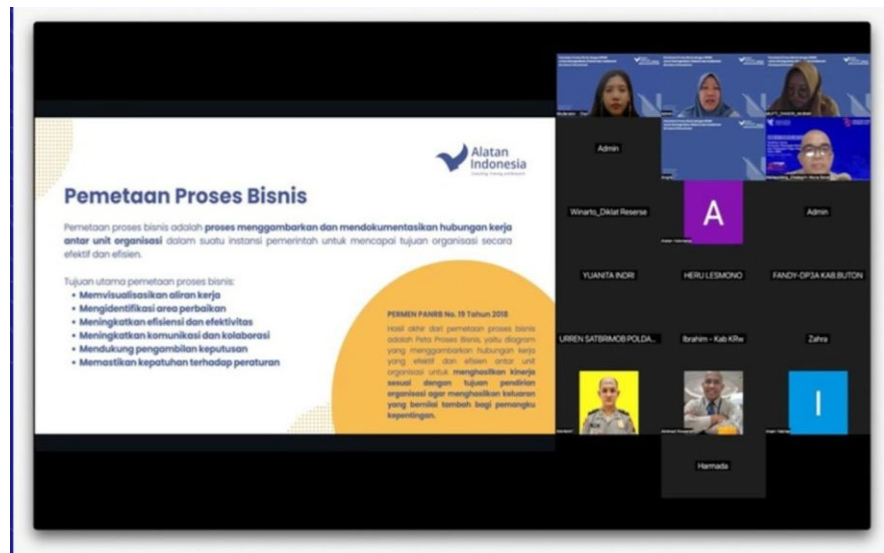 Alatan
Indonesia
Pemetaan Proses Bisnis
Pemetaan proses bisnis adalah proses menggambarkan dan mendokumentasikan hubungan kerja
antar unit organisasi dalam suatu instansi pemerintah untuk mencapai tujuan organisasi secara
efektif dan efisien.
Tujuan utama pemetaan proses bisnis:
• Memvisualisasikan aliran kerja
• Mengidentifikasi area perbaikan
• Meningkatkan efisiensi dan efektivitas
• Meningkatkan komunikasi dan kolaborasi
• Mendukung pengambilan keputusan
• Memastikan kepatuhan terhadap peraturan
PERMEN PANRB No. 19 Tahun 2018
Hasil akhir dari pemetaan proses bisnis
adalah Peta Proses Bisnis, yaitu diagram
yang menggambarkan hubungan kerja
yang efektif dan efisien antar unit
organisasi untuk menghasilkan kinerja
sesuai dengan tujuan pendirian
organisasi agar menghasilkan keluaran
yang bernilai tambah bagi pemangku
kepentingan.
Admin
Winarto_Diklat Reserse
A
Admin
YUANITA INDRI
HERU LESMONO
FANDY-DP3A KAB.BUTON
URREN SATBRIMOB POLDA...
Ibrahim - Kab KRw
Zahra
I
Harmada